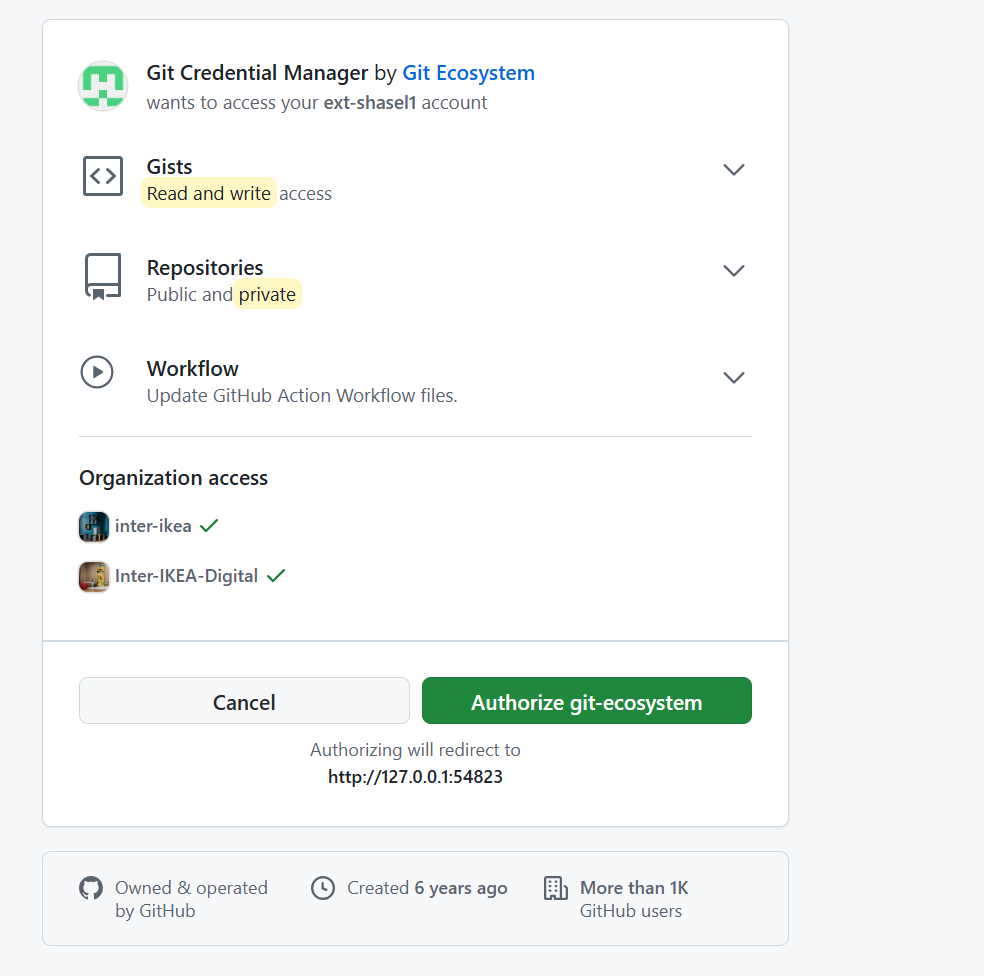 Git Credential Manager by Git Ecosystem
wants to access your ext-shasel1 account
Gists
Read and write access
Repositories
Public and private
Workflow
Update GitHub Action Workflow files.
Organization access
inter-ikea
Inter-IKEA-Digital
Cancel
Authorize git-ecosystem
Authorizing will redirect to
http://127.0.0.1:54823
Owned & operated
by GitHub
Created 6 years ago
More than 1K
GitHub users